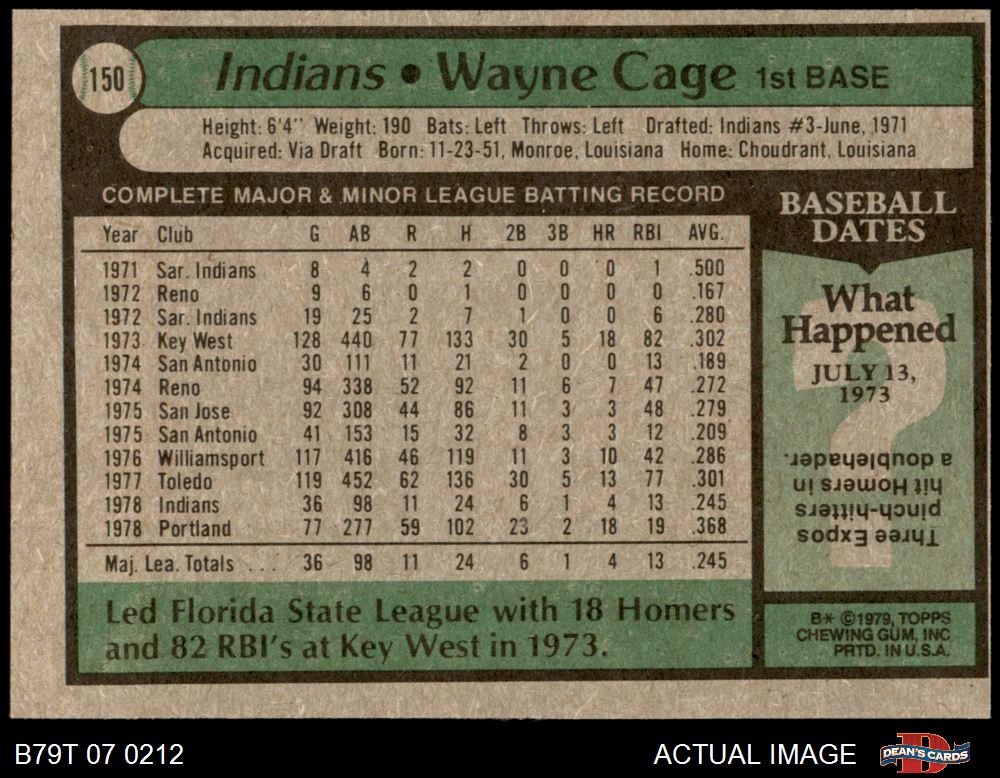 150
Indians • Wayne Cage 1st BASE
Height: 6'4" Weight: 190 Bats: Left Throws: Left Drafted: Indians #3-June, 1971
Acquired: Via Draft Born: 11-23-51, Monroe, Louisiana Home: Choudrant, Louisiana
COMPLETE MAJOR & MINOR LEAGUE BATTING RECORD
Year Club G AB R H 2B 3B HR RBI AVG.
1971 Sar. Indians 8 4 2 2 0 0 0 1 .500
1972 Reno 9 6 0 1 0 0 0 0 .167
1972 Sar. Indians 19 25 2 7 1 0 0 6 .280
1973 Key West 128 440 77 133 30 5 18 82 .302
1974 San Antonio 30 111 11 21 2 0 0 13 .189
1974 Reno 94 338 52 92 11 6 7 47 .272
1975 San Jose 92 308 44 86 11 3 3 48 .279
1975 San Antonio 41 153 15 32 8 3 3 12 .209
1976 Williamsport 117 416 46 119 11 3 10 42 .286
1977 Toledo 119 452 62 136 30 5 13 77 .301
1978 Indians 36 98 11 24 6 1 4 13 .245
1978 Portland 77 277 59 102 23 2 18 19 .368
Maj. Lea. Totals ... 36 98 11 24 6 1 4 13 .245
Led Florida State League with 18 Homers
and 82 RBI's at Key West in 1973.
BASEBALL
DATES
What
Happened
JULY 13,
1973
?
Three Expos
pinch-hitters
hit Homers in
a doubleheader.
B* ©1979, TOPPS
CHEWING GUM, INC
PRTD. IN U.S.A.
B79T 07 0212
ACTUAL IMAGE
DEAN'S CARDS